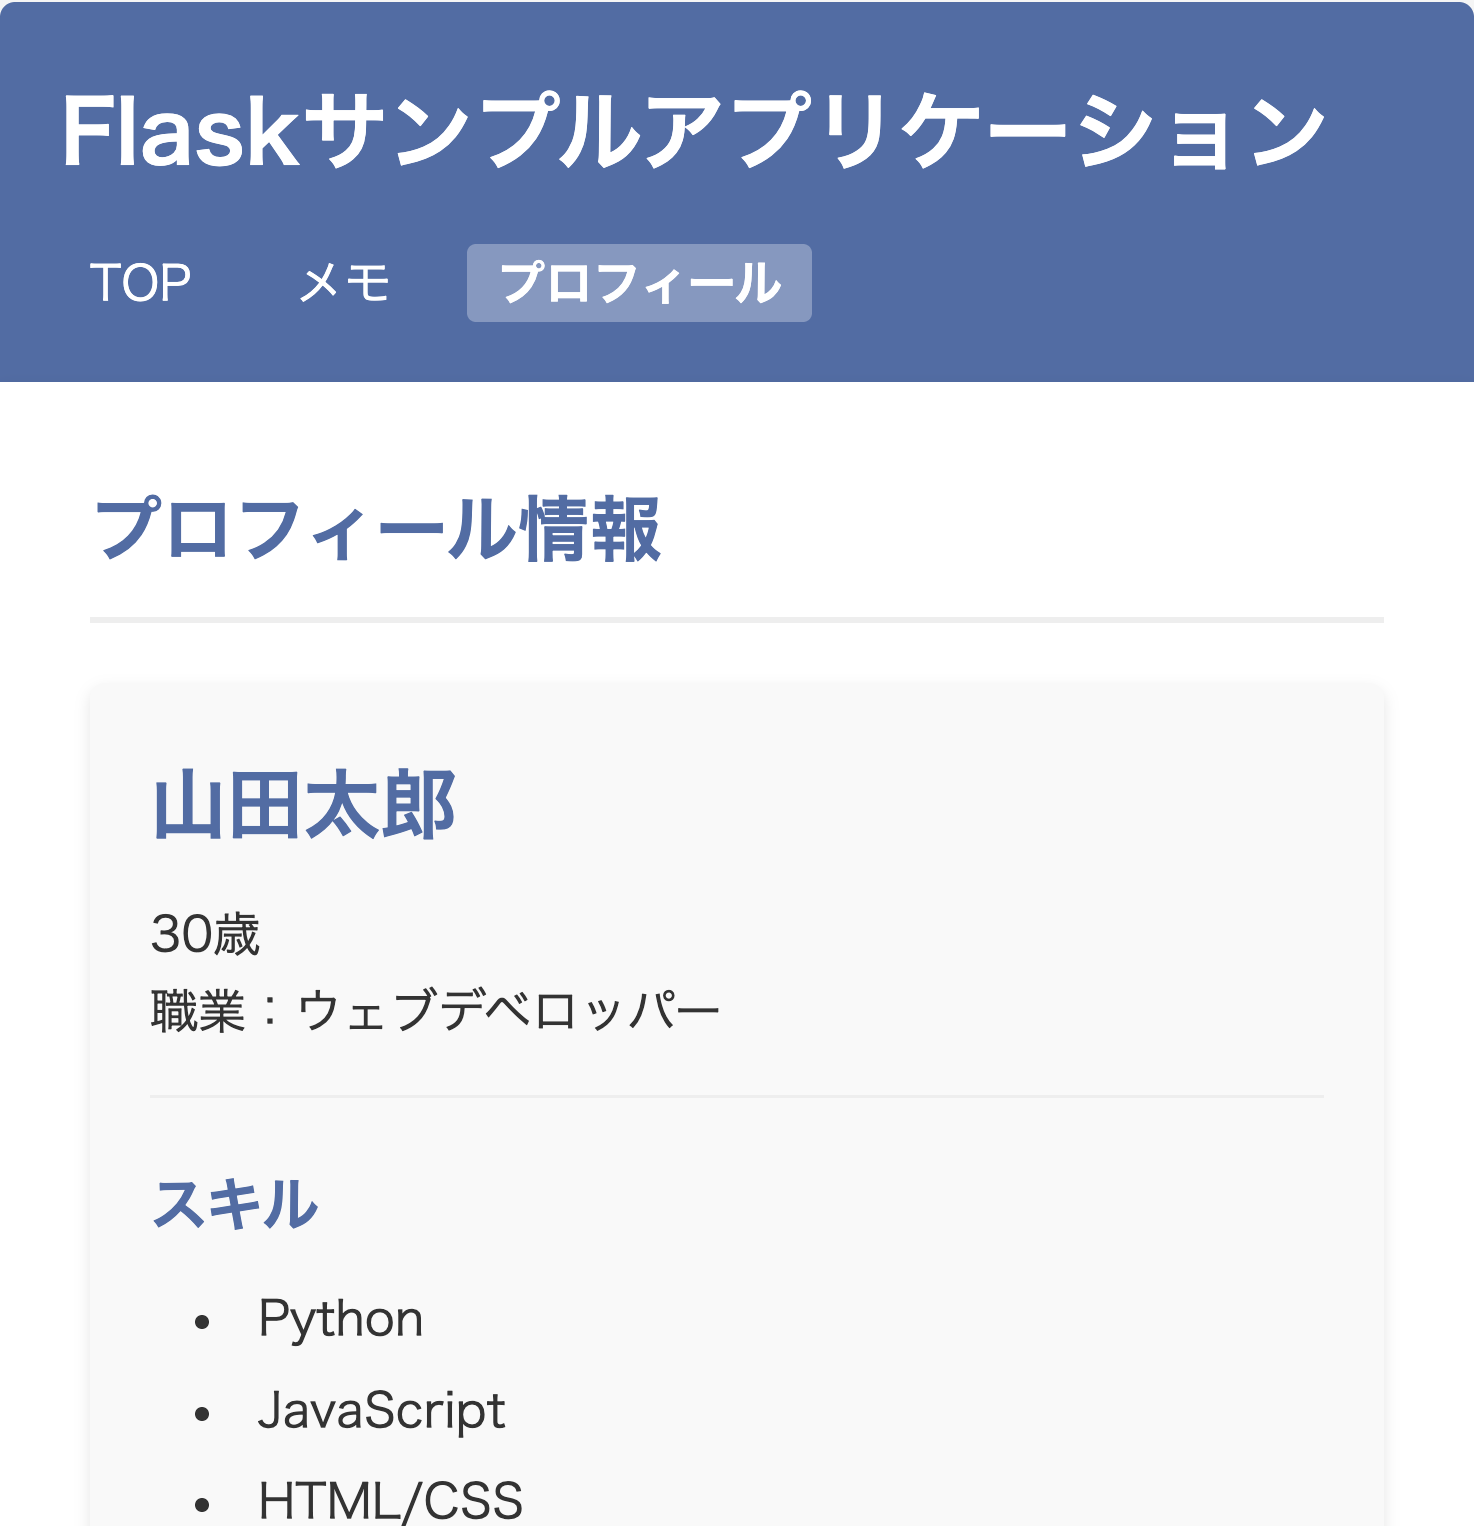 Flaskサンプルアプリケーション
TOP メモ プロフィール
プロフィール情報
山田太郎
30歳
職業：ウェブデベロッパー
スキル
• Python
• JavaScript
• HTML/CSS